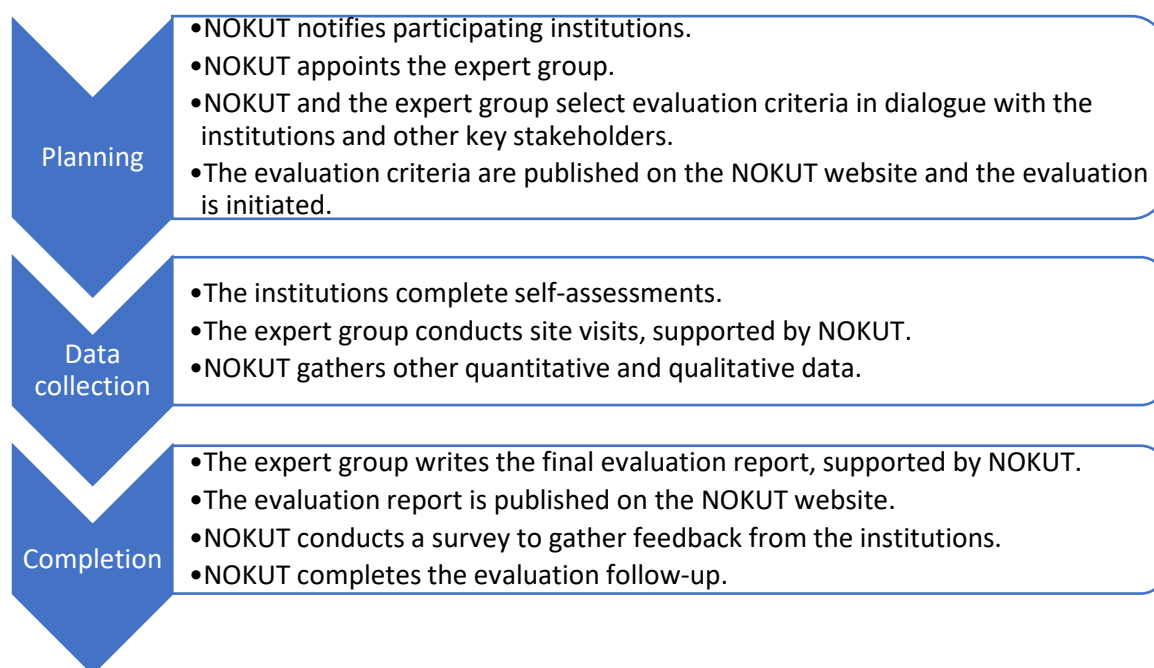 Planning
•NOKUT notifies participating institutions.
•NOKUT appoints the expert group.
•NOKUT and the expert group select evaluation criteria in dialogue with the
institutions and other key stakeholders.
•The evaluation criteria are published on the NOKUT website and the evaluation
is initiated.
Data
collection
•The institutions complete self-assessments.
•The expert group conducts site visits, supported by NOKUT.
•NOKUT gathers other quantitative and qualitative data.
Completion
•The expert group writes the final evaluation report, supported by NOKUT.
•The evaluation report is published on the NOKUT website.
•NOKUT conducts a survey to gather feedback from the institutions.
•NOKUT completes the evaluation follow-up.